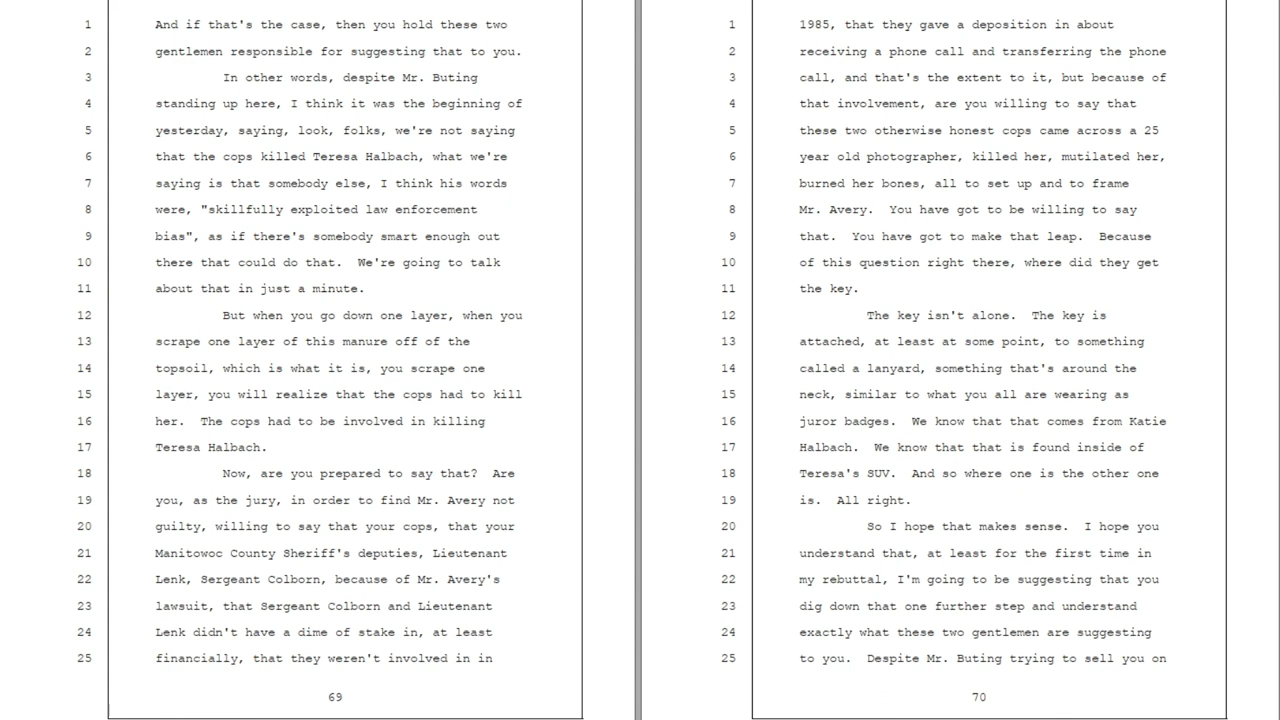 1 And if that's the case, then you hold these two
2 gentlemen responsible for suggesting that to you.
3 In other words, despite Mr. Buting
4 standing up here, I think it was the beginning of
5 yesterday, saying, look, folks, we're not saying
6 that the cops killed Teresa Halbach, what we're
7 saying is that somebody else, I think his words
8 were, "skillfully exploited law enforcement
9 bias", as if there's somebody smart enough out
10 there that could do that. We're going to talk
11 about that in just a minute.
12 But when you go down one layer, when you
13 scrape one layer of this manure off of the
14 topsoil, which is what it is, you scrape one
15 layer, you will realize that the cops had to kill
16 her. The cops had to be involved in killing
17 Teresa Halbach.
18 Now, are you prepared to say that? Are
19 you, as the jury, in order to find Mr. Avery not
20 guilty, willing to say that your cops, that your
21 Manitowoc County Sheriff's deputies, Lieutenant
22 Lenk, Sergeant Colborn, because of Mr. Avery's
23 lawsuit, that Sergeant Colborn and Lieutenant
24 Lenk didn't have a dime of stake in, at least
25 financially, that they weren't involved in in
69
1 1985, that they gave a deposition in about
2 receiving a phone call and transferring the phone
3 call, and that's the extent to it, but because of
4 that involvement, are you willing to say that
5 these two otherwise honest cops came across a 25
6 year old photographer, killed her, mutilated her,
7 burned her bones, all to set up and to frame
8 Mr. Avery. You have got to be willing to say
9 that. You have got to make that leap. Because
10 of this question right there, where did they get
11 the key.
12 The key isn't alone. The key is
13 attached, at least at some point, to something
14 called a lanyard, something that's around the
15 neck, similar to what you all are wearing as
16 juror badges. We know that that comes from Katie
17 Halbach. We know that that is found inside of
18 Teresa's SUV. And so where one is the other one
19 is. All right.
20 So I hope that makes sense. I hope you
21 understand that, at least for the first time in
22 my rebuttal, I'm going to be suggesting that you
23 dig down that one further step and understand
24 exactly what these two gentlemen are suggesting
25 to you. Despite Mr. Buting trying to sell you on
70